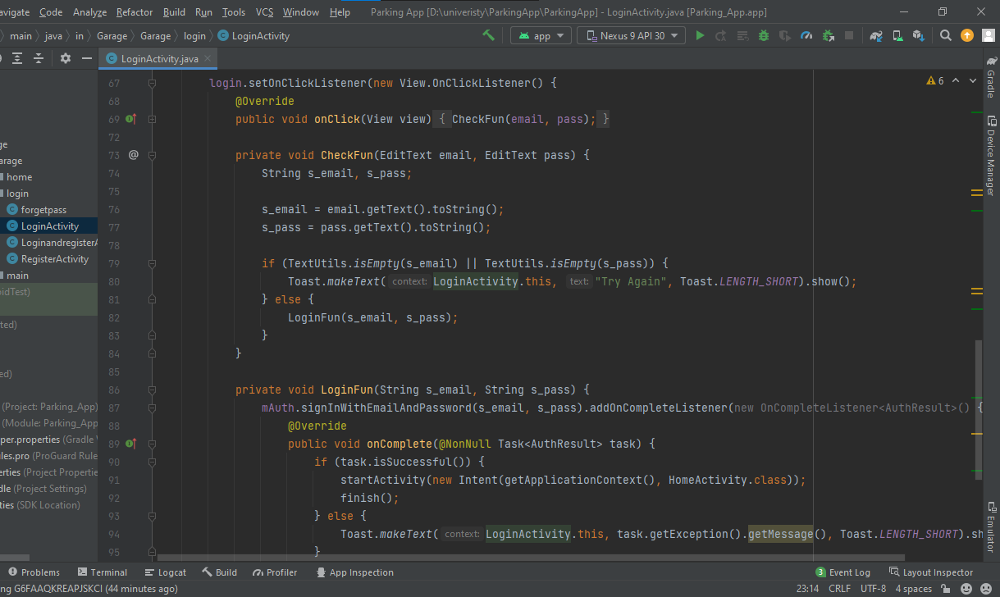 avigate Code Analyze Refactor Build Run Tools VCS Window Help Parking App [D:\univeristy\ParkingApp\ParkingApp] - LoginActivity.java [Parking_App.app]
main java in Garage Garage login LoginActivity app Nexus 9 API 30
LoginActivity.java
67 login.setOnClickListener(new View.OnClickListener() { 6
68 @Override
69 public void onClick(View view) { CheckFun(email, pass); }
72
73 @ private void CheckFun(EditText email, EditText pass) {
74 String s_email, s_pass;
75
76 s_email = email.getText().toString();
77 s_pass = pass.getText().toString();
78
79 if (TextUtils.isEmpty(s_email) || TextUtils.isEmpty(s_pass)) {
80 Toast.makeText( context: LoginActivity.this, text: "Try Again", Toast.LENGTH_SHORT).show();
81 } else {
82 LoginFun(s_email, s_pass);
83 }
84 }
85
86 private void LoginFun(String s_email, String s_pass) {
87 mAuth.signInWithEmailAndPassword(s_email, s_pass).addOnCompleteListener(new OnCompleteListener<AuthResult>() {
88 @Override
89 public void onComplete(@NonNull Task<AuthResult> task) {
90 if (task.isSuccessful()) {
91 startActivity(new Intent(getApplicationContext(), HomeActivity.class));
92 finish();
93 } else {
94 Toast.makeText( context: LoginActivity.this, task.getException().getMessage(), Toast.LENGTH_SHORT).sh
95 }
ge
arage
home
login
forgetpass
LoginActivity
LoginandregisterA
RegisterActivity
main
oidTest)
ted)
ed)
(Project: Parking_App)
(Module: Parking_App
per.properties (Gradle V
les.pro (ProGuard Rule
erties (Project Propertie
dle (Project Settings)
ties (SDK Location)
Gradle
Device Manager
Emulator
Problems Terminal Logcat Build Profiler App Inspection 3 Event Log Layout Inspector
ng G6FAAQKREAPJSKCI (44 minutes ago) 23:14 CRLF UTF-8 4 spaces